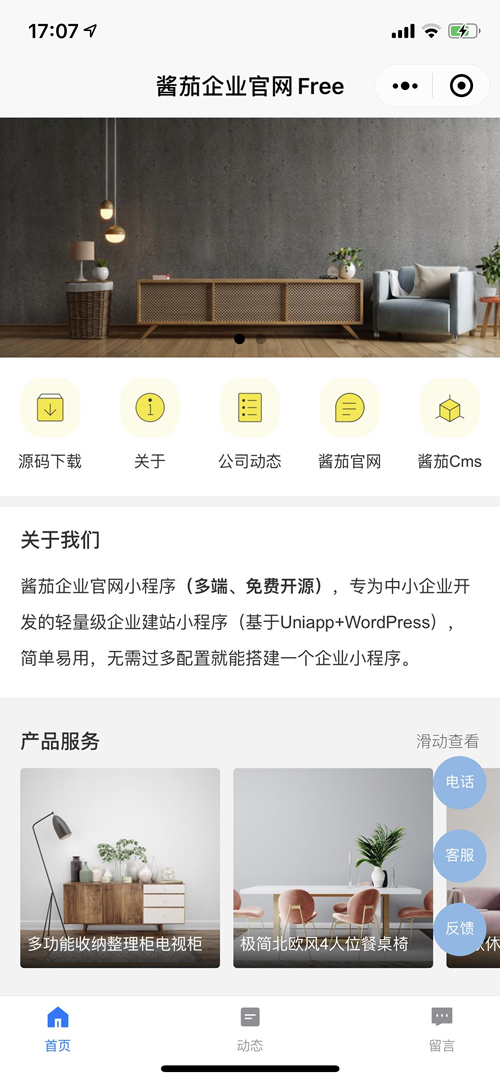 17:07
酱茄企业官网Free
源码下载
关于
公司动态
酱茄官网
酱茄Cms
关于我们
酱茄企业官网小程序（多端、免费开源），专为中小企业开
发的轻量级企业建站小程序（基于Uniapp+WordPress），
简单易用，无需过多配置就能搭建一个企业小程序。
产品服务
滑动查看
电话
客服
反馈
多功能收纳整理柜电视柜
极简北欧风4人位餐桌椅
休
首页
动态
留言